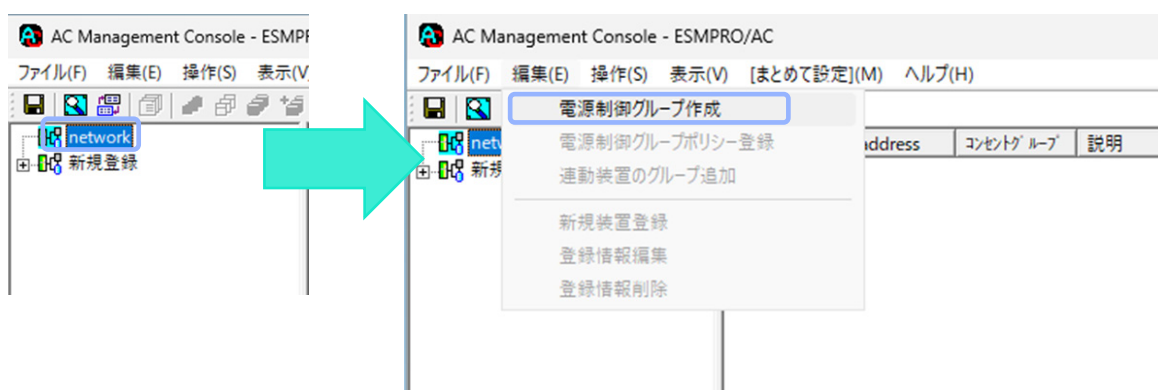 AC Management Console - ESMP
ファイル(F) 編集(E) 操作(S) 表示(V
network
新規登録
AC Management Console - ESMPRO/AC
ファイル(F) 編集(E) 操作(S) 表示(V) [まとめて設定](M) ヘルプ(H)
電源制御グループ作成
電源制御グループポリシー登録
連動装置のグループ追加
新規装置登録
登録情報編集
登録情報削除
netw
新規
address コンセントグループ 説明